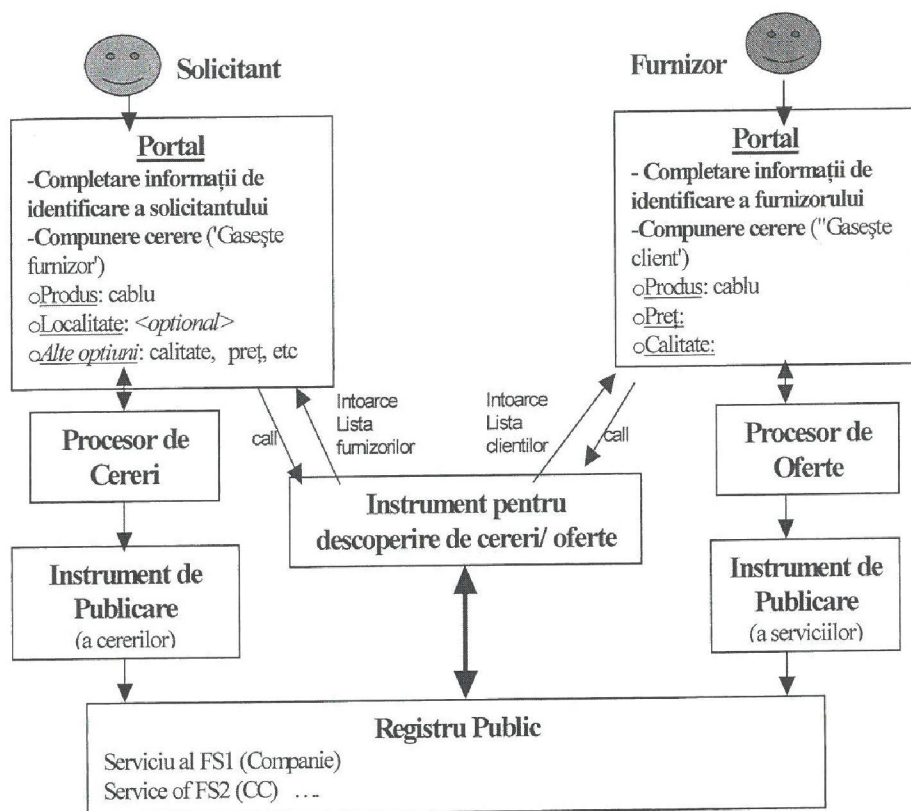 Solicitant
Furnizor
Portal
-Completare informații de
identificare a solicitantului
-Compunere cerere ('Gasește
furnizor')
oProdus: cablu
oLocalitate: <optional>
oAlte optiuni: calitate, preț, etc
Portal
- Completare informații de
identificare a furnizorului
-Compunere cerere ("Gasește
client')
oProdus: cablu
oPreț:
oCalitate:
call
Intoarce
Lista
furnizorilor
Intoarce
Lista
clientilor
call
Procesor de
Cereri
Instrument pentru
descoperire de cereri/ oferte
Procesor de
Oferte
Instrument de
Publicare
(a cererilor)
Instrument de
Publicare
(a serviciilor)
Registru Public
Serviciu al FS1 (Companie)
Service of FS2 (CC) ....